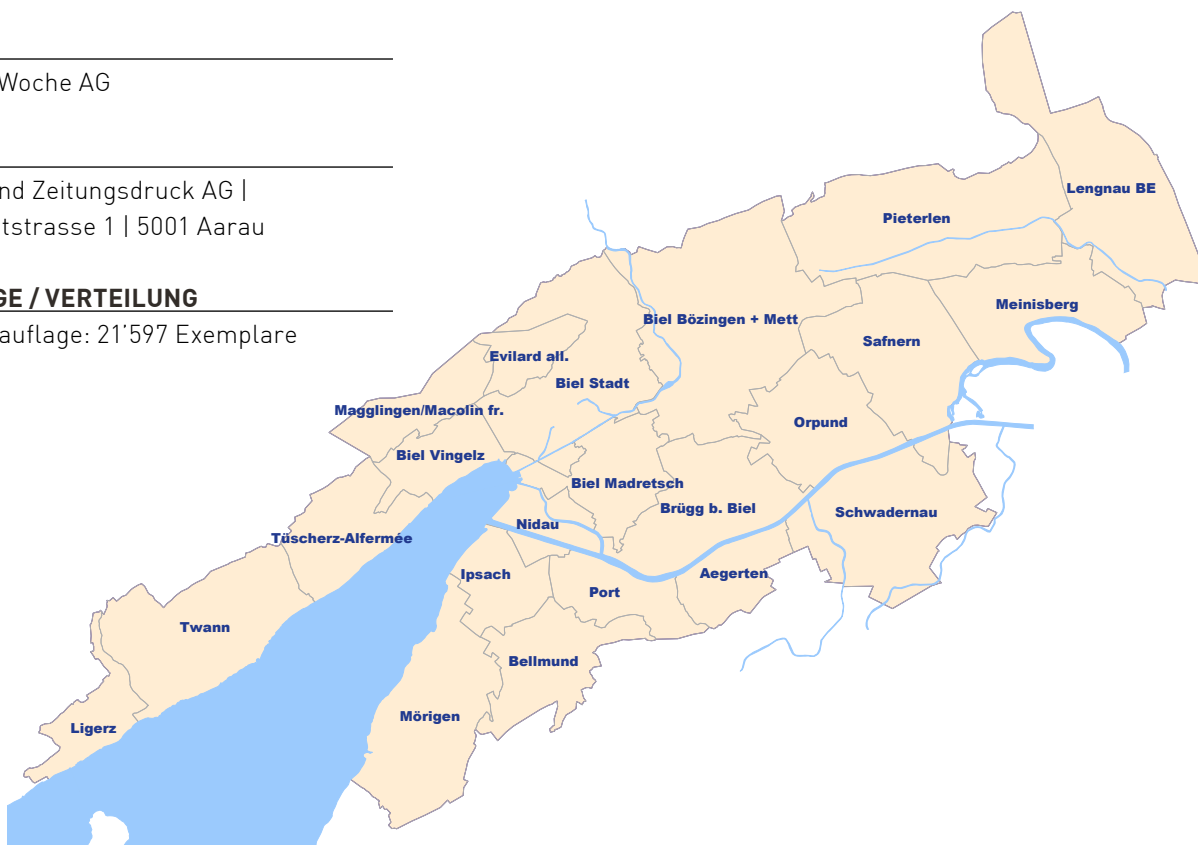 Woche AG
nd Zeitungsdruck AG |
tstrasse 1 | 5001 Aarau
GE / VERTEILUNG
auflage: 21'597 Exemplare
Lengnau BE
Pieterlen
Meinisberg
Biel Bözingen + Mett
Safnern
Evilard all.
Biel Stadt
Magglingen/Macolin fr.
Orpund
Biel Vingelz
Biel Madretsch
Brügg b. Biel
Schwadernau
Nidau
Tüscherz-Alfermée
Ipsach
Aegerten
Port
Twann
Bellmund
Mörigen
Ligerz